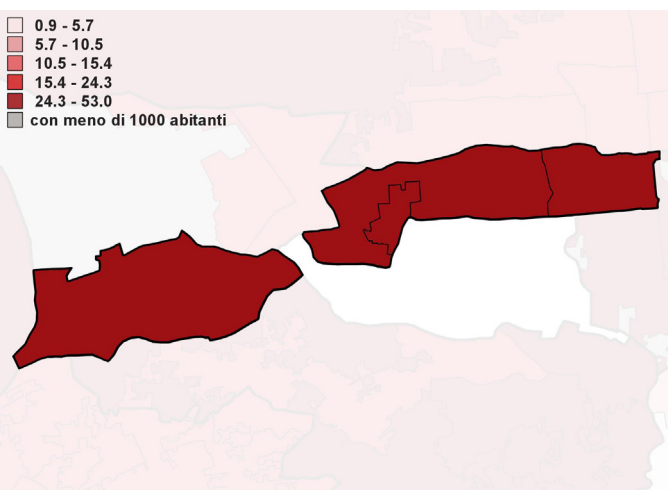 0.9 - 5.7
5.7 - 10.5
10.5 - 15.4
15.4 - 24.3
24.3 - 53.0
con meno di 1000 abitanti